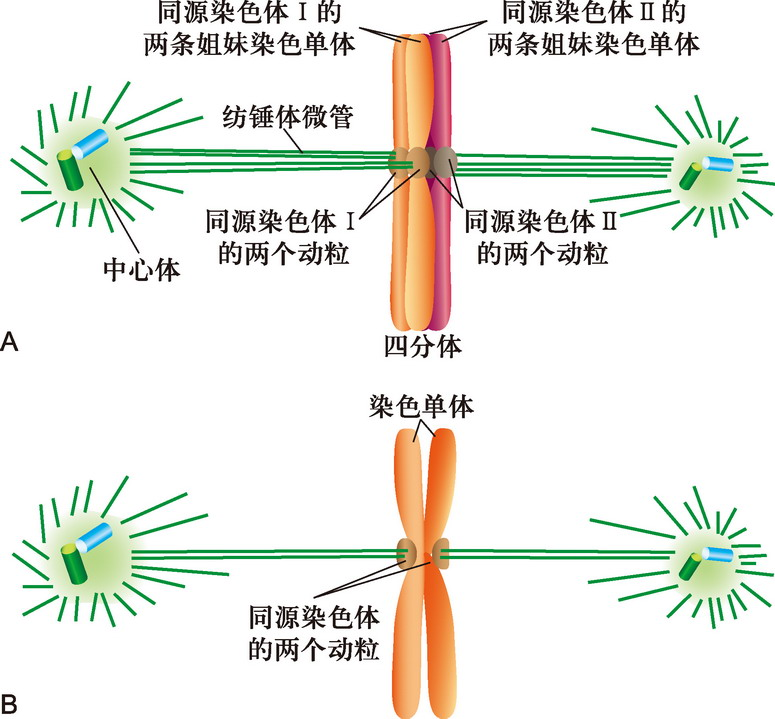 同源染色体Ⅰ的
两条姐妹染色单体
同源染色体Ⅱ的
两条姐妹染色单体
纺锤体微管
同源染色体Ⅰ
的两个动粒
同源染色体Ⅱ
的两个动粒
中心体
A
四分体
染色单体
同源染色体
的两个动粒
B